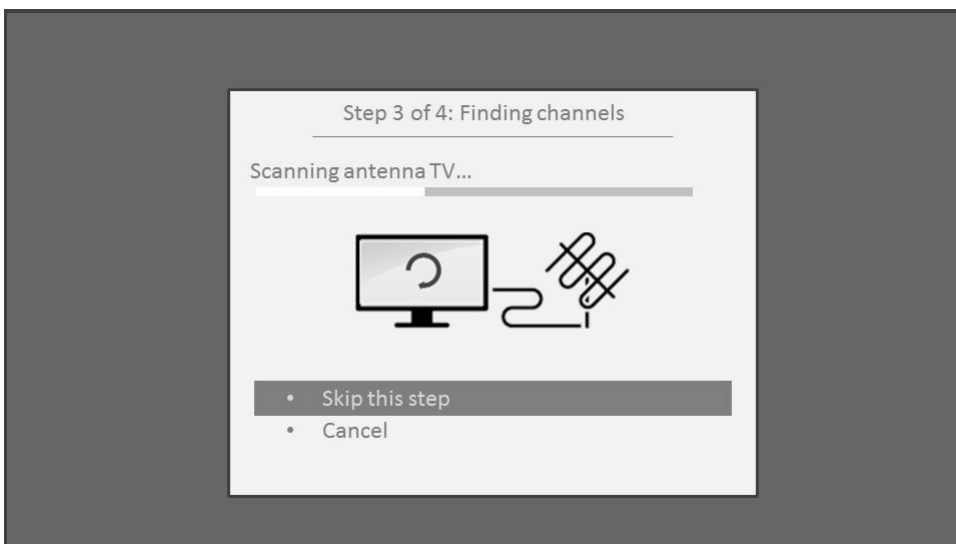 Step 3 of 4: Finding channels
Scanning antenna TV...
• Skip this step
• Cancel